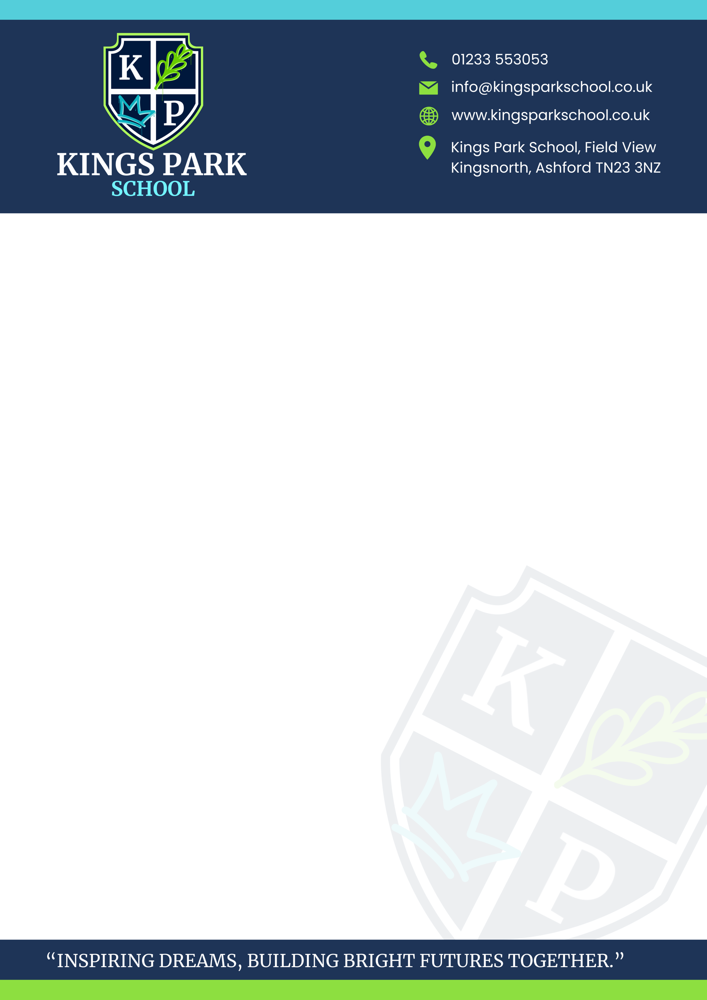 K
P
KINGS PARK
SCHOOL
01233 553053
info@kingsparkschool.co.uk
www.kingsparkschool.co.uk
Kings Park School, Field View
Kingsnorth, Ashford TN23 3NZ
K
P
“INSPIRING DREAMS, BUILDING BRIGHT FUTURES TOGETHER.”